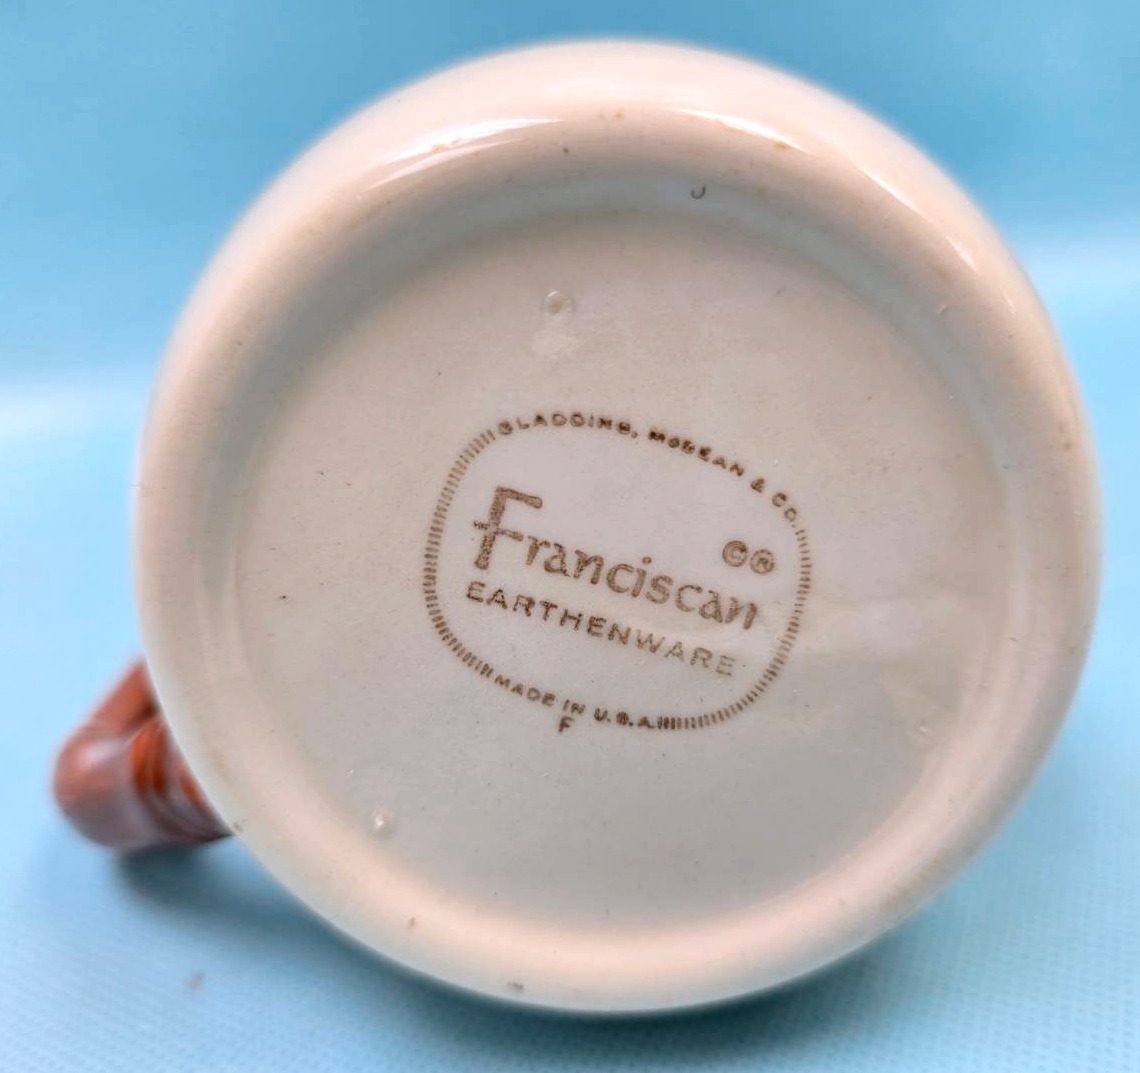 GLADDING, McBEAN & CO.
©®
Franciscan
EARTHENWARE
MADE IN U.S.A.
F